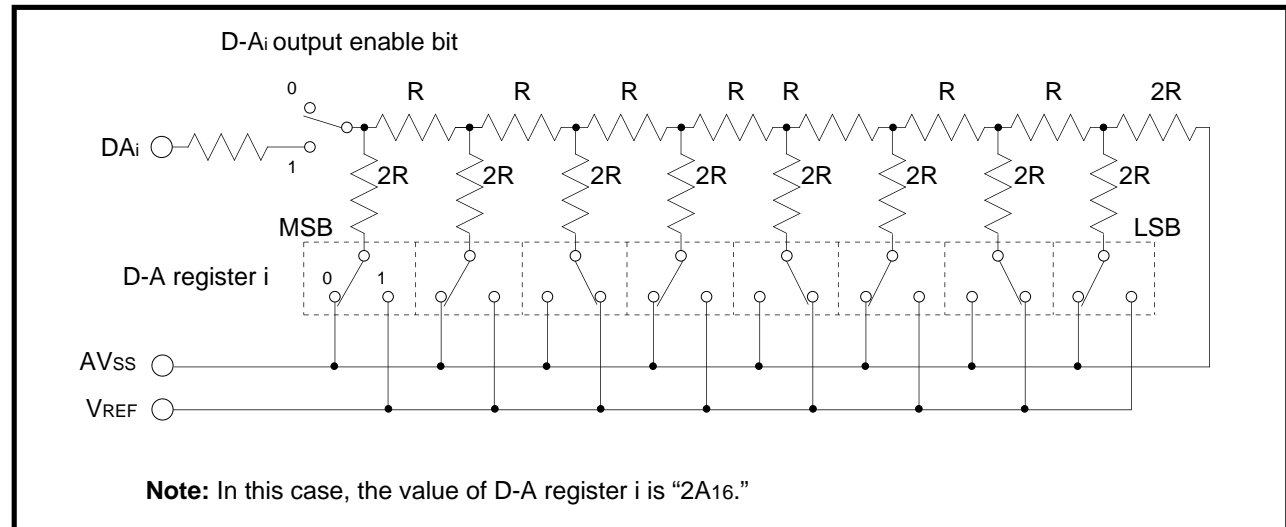 D-Ai output enable bit
0
R R R R R R R 2R
DAi
1
2R 2R 2R 2R 2R 2R 2R 2R
MSB LSB
D-A register i
0 1
AVSS
VREF
Note: In this case, the value of D-A register i is “2A16.”